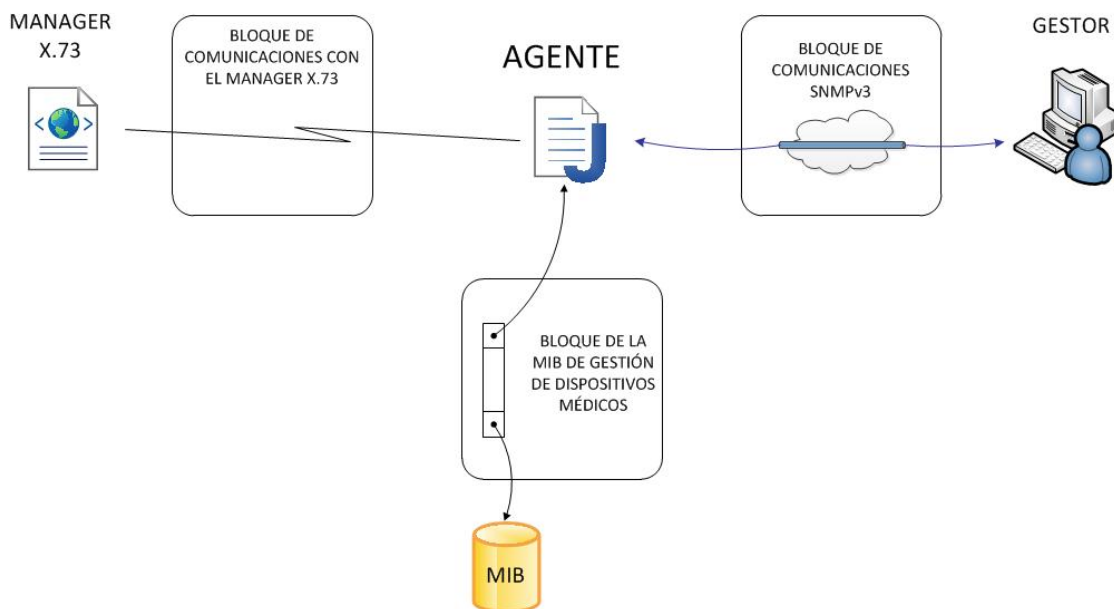 MANAGER
X.73
BLOQUE DE
COMUNICACIONES CON
EL MANAGER X.73
AGENTE
BLOQUE DE
COMUNICACIONES
SNMPv3
GESTOR
BLOQUE DE LA
MIB DE GESTIÓN
DE DISPOSITIVOS
MÉDICOS
MIB